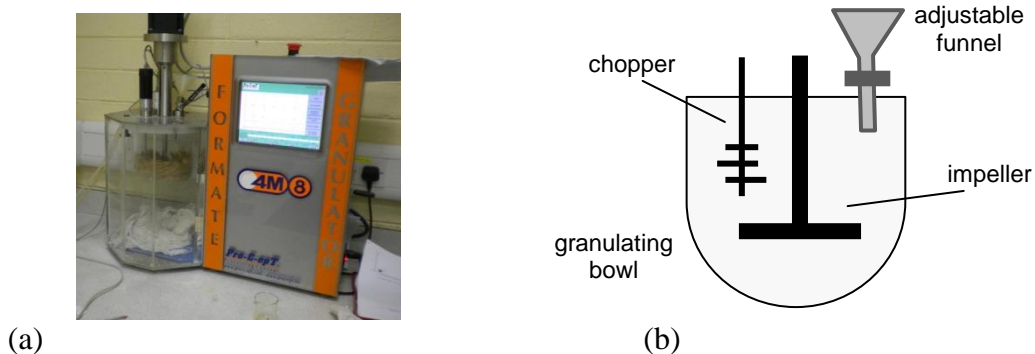 FORMATE
GRANULATOR
4M8
Pro-C-epT
(a)
adjustable
funnel
chopper
impeller
granulating
bowl
(b)